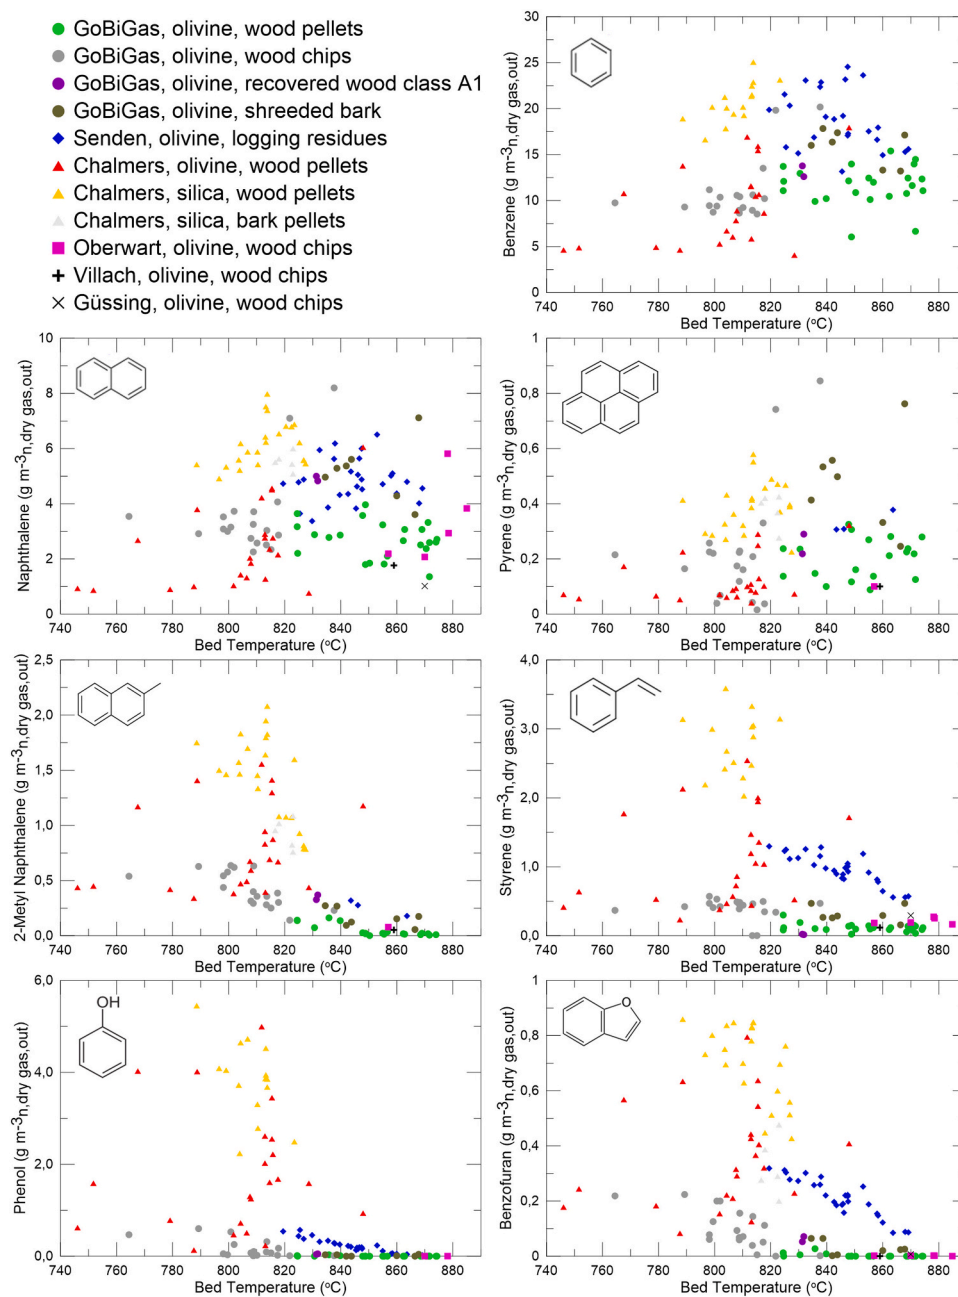 GoBiGas, olivine, wood pellets
GoBiGas, olivine, wood chips
GoBiGas, olivine, recovered wood class A1
GoBiGas, olivine, shreeded bark
Senden, olivine, logging residues
Chalmers, olivine, wood pellets
Chalmers, silica, wood pellets
Chalmers, silica, bark pellets
Oberwart, olivine, wood chips
Villach, olivine, wood chips
Güssing, olivine, wood chips
Benzene (g m-3n,dry gas,out)
30
25
20
15
10
5
0
740 760 780 800 820 840 860 880
Bed Temperature (oC)
Naphthalene (g m-3n,dry gas,out)
10
8
6
4
2
0
740 760 780 800 820 840 860 880
Bed Temperature (oC)
Pyrene (g m-3n,dry gas,out)
1
0,8
0,6
0,4
0,2
0
740 760 780 800 820 840 860 880
Bed Temperature (oC)
2-Metyl Naphthalene (g m-3n,dry gas,out)
2,5
2,0
1,5
1,0
0,5
0,0
740 760 780 800 820 840 860 880
Bed Temperature (oC)
Styrene (g m-3n,dry gas,out)
4,0
3,0
2,0
1,0
0,0
740 760 780 800 820 840 860 880
Bed Temperature (oC)
Phenol (g m-3n,dry gas,out)
6,0
4,0
2,0
0,0
OH
740 760 780 800 820 840 860 880
Bed Temperature (oC)
Benzofuran (g m-3n,dry gas,out)
1
0,8
0,6
0,4
0,2
0
O
740 760 780 800 820 840 860 880
Bed Temperature (oC)